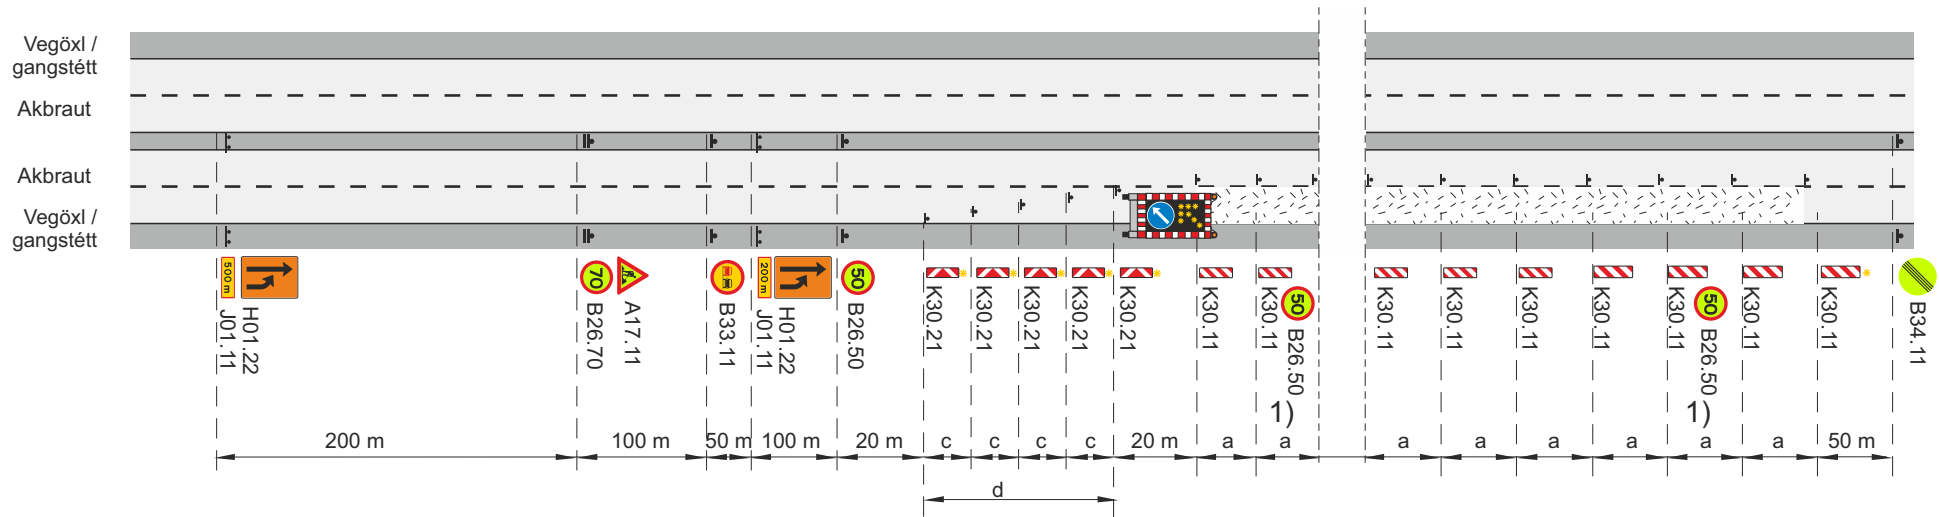 Vegöxl /
gangstétt
Akbraut
Akbraut
Vegöxl /
gangstétt
500 m
J01.11
H01.22
70
B26.70
A17.11
B33.11
200 m
J01.11
H01.22
50
B26.50
K30.21
K30.21
K30.21
K30.21
K30.21
K30.11
K30.11
50
B26.50
1)
K30.11
K30.11
K30.11
K30.11
K30.11
50
B26.50
1)
K30.11
K30.11
B34.11
200 m
100 m
50 m
100 m
20 m
c
c
c
c
20 m
a
a
a
a
a
a
a
a
50 m
d